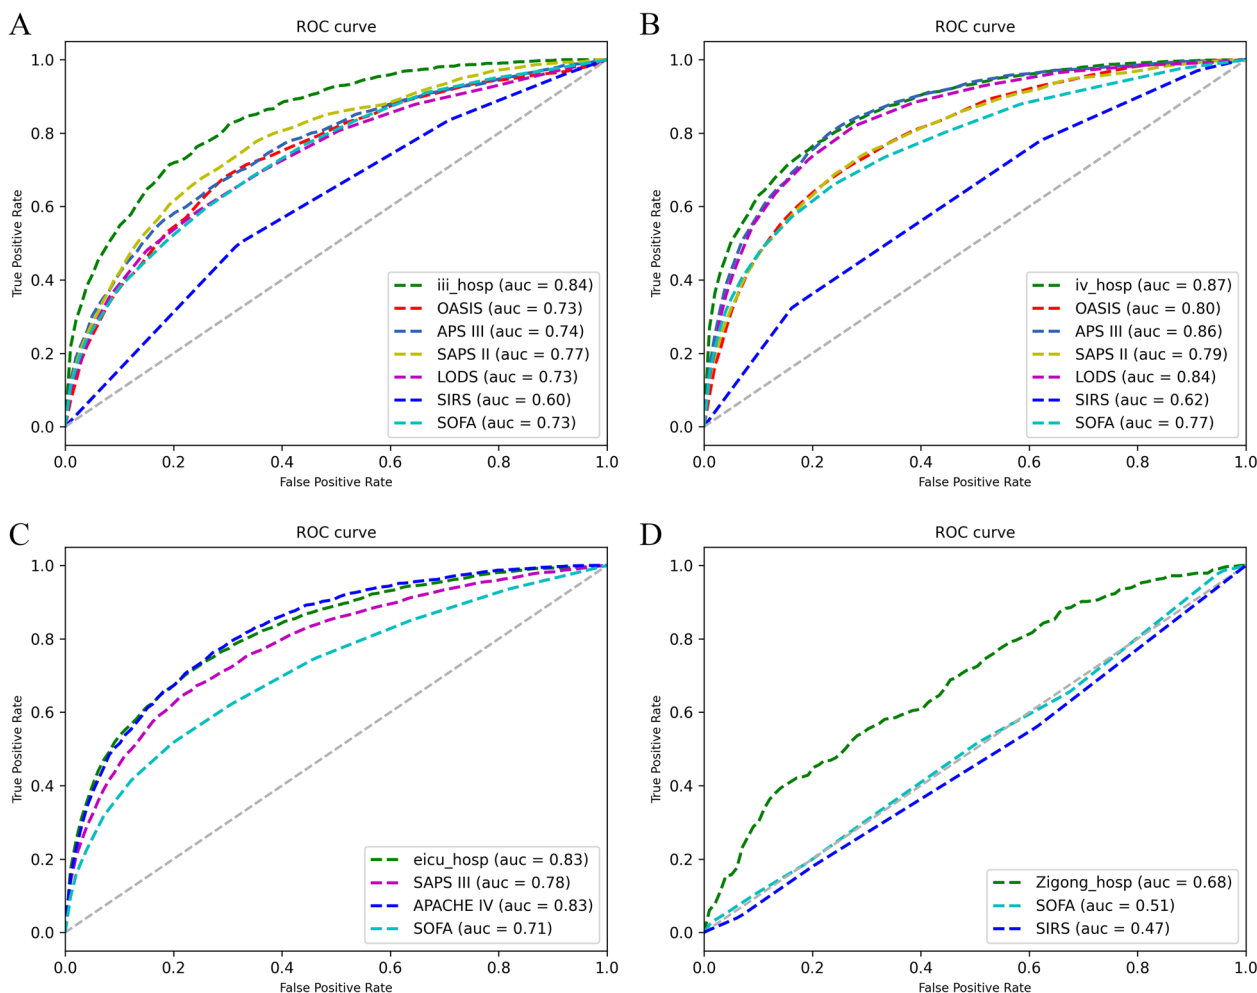 A
ROC curve
True Positive Rate
1.0
0.8
0.6
0.4
0.2
0.0
iii_hosp (auc = 0.84)
OASIS (auc = 0.73)
APS III (auc = 0.74)
SAPS II (auc = 0.77)
LODS (auc = 0.73)
SIRS (auc = 0.60)
SOFA (auc = 0.73)
0.0 0.2 0.4 0.6 0.8 1.0
False Positive Rate
B
ROC curve
True Positive Rate
1.0
0.8
0.6
0.4
0.2
0.0
iv_hosp (auc = 0.87)
OASIS (auc = 0.80)
APS III (auc = 0.86)
SAPS II (auc = 0.79)
LODS (auc = 0.84)
SIRS (auc = 0.62)
SOFA (auc = 0.77)
0.0 0.2 0.4 0.6 0.8 1.0
False Positive Rate
C
ROC curve
True Positive Rate
1.0
0.8
0.6
0.4
0.2
0.0
eicu_hosp (auc = 0.83)
SAPS III (auc = 0.78)
APACHE IV (auc = 0.83)
SOFA (auc = 0.71)
0.0 0.2 0.4 0.6 0.8 1.0
False Positive Rate
D
ROC curve
True Positive Rate
1.0
0.8
0.6
0.4
0.2
0.0
Zigong_hosp (auc = 0.68)
SOFA (auc = 0.51)
SIRS (auc = 0.47)
0.0 0.2 0.4 0.6 0.8 1.0
False Positive Rate